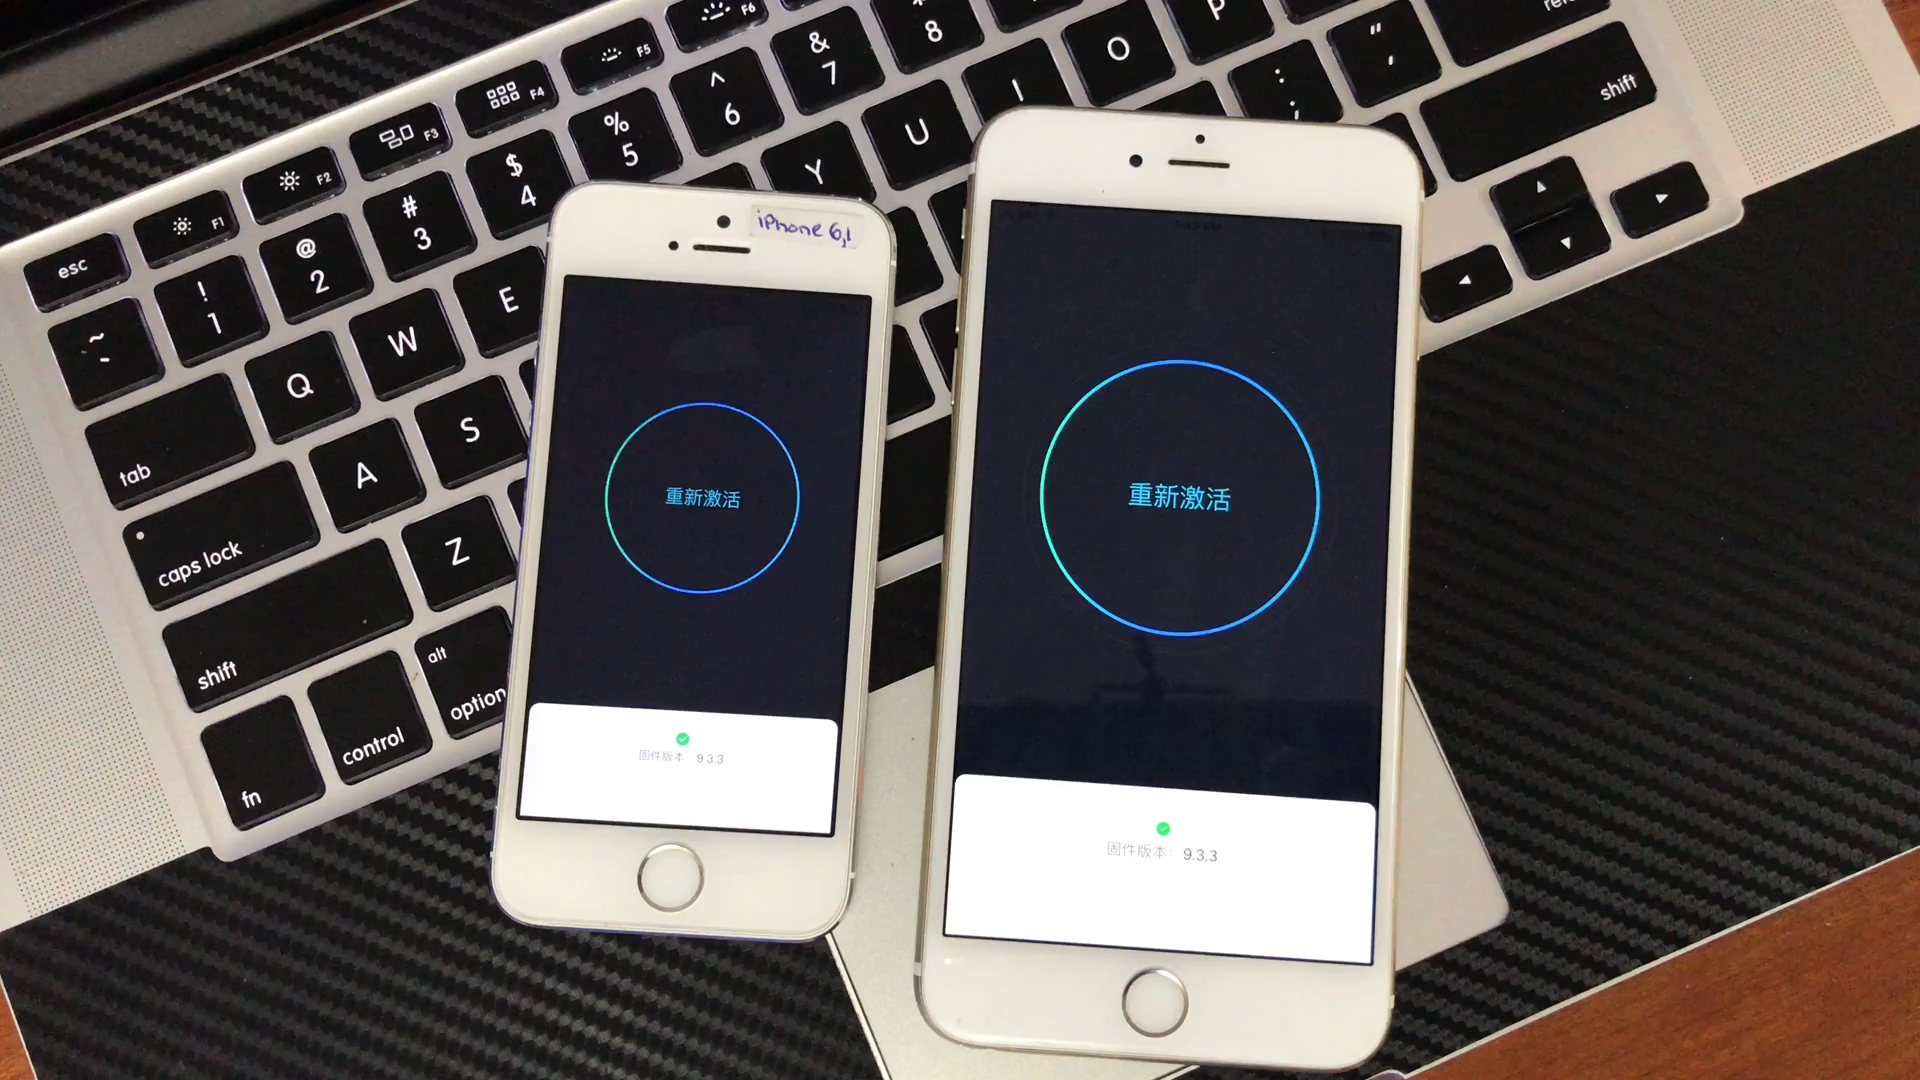 F6
F5
F4
F3
F2
F1
esc
~
!
1
@
2
#
3
$
4
%
5
^
6
&
7
8
Q
W
E
Y
U
I
O
P
"
,
:
;
tab
A
S
shift
caps lock
Z
shift
fn
control
alt
option
iPhone 6,1
重新激活
固件版本 9.3.3
重新激活
固件版本: 9.3.3